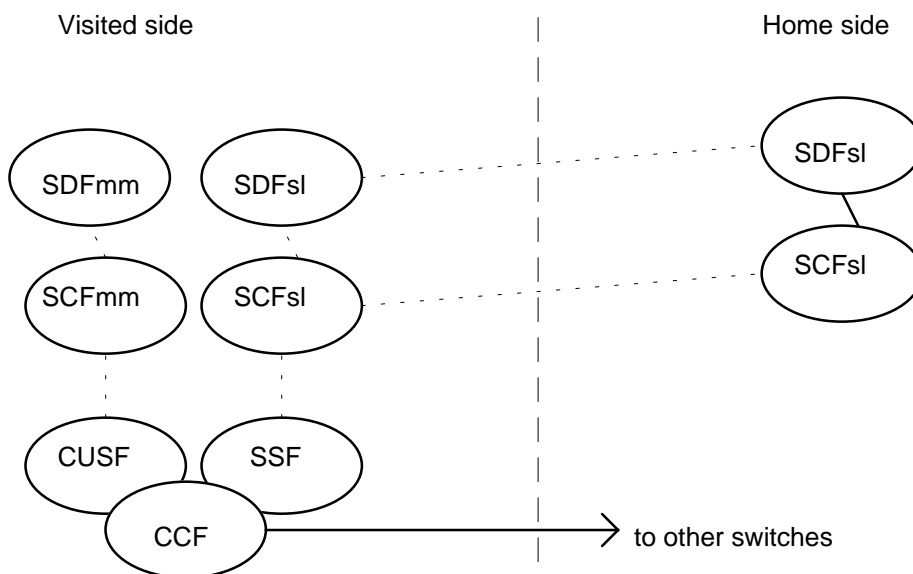 Visited side
Home side
SDFmm
SDFsl
SDFsl
SCFmm
SCFsl
SCFsl
CUSF
SSF
CCF
to other switches